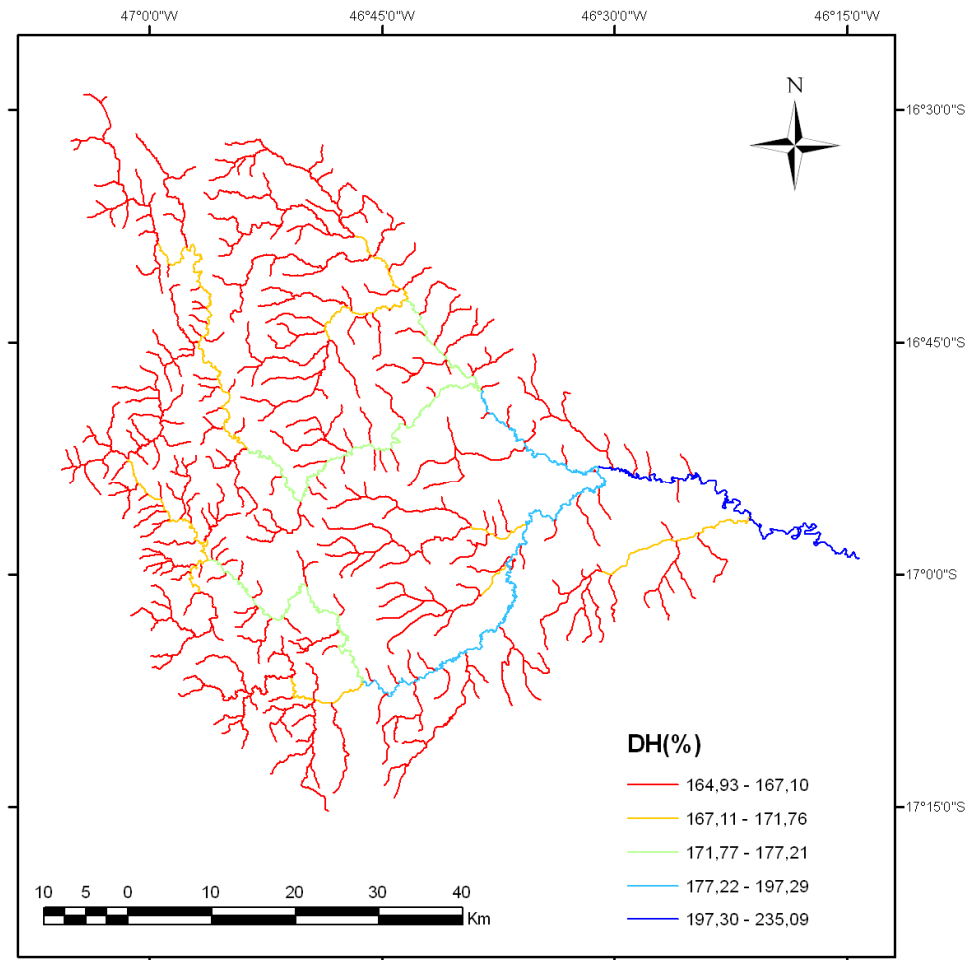 47°0'0"W 46°45'0"W 46°30'0"W 46°15'0"W
N
16°30'0"S
16°45'0"S
17°0'0"S
17°15'0"S
DH(%)
164,93 - 167,10
167,11 - 171,76
171,77 - 177,21
177,22 - 197,29
197,30 - 235,09
10 5 0 10 20 30 40
Km